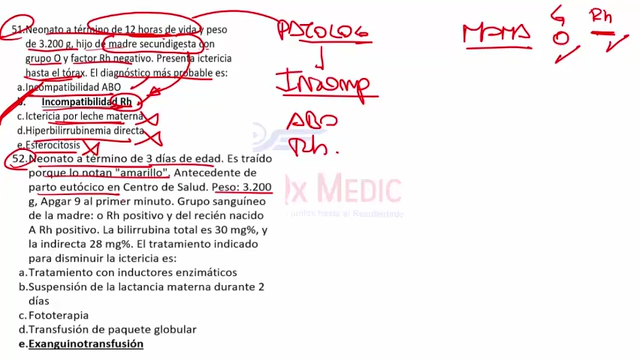 51. Neonato a término de 12 horas de vida y peso
de 3.200 g, hijo de madre secundigesta con
grupo O y factor Rh negativo. Presenta ictericia
hasta el tórax. El diagnóstico más probable es:
a. Incompatibilidad ABO
b. Incompatibilidad Rh
c. Ictericia por leche materna
d. Hiperbilirrubinemia directa
e. Esferocitosis
52. Neonato a término de 3 días de edad. Es traído
porque lo notan "amarillo". Antecedente de
parto eutócico en Centro de Salud. Peso: 3.200
g, Apgar 9 al primer minuto. Grupo sanguíneo
de la madre: o Rh positivo y del recién nacido
A Rh positivo. La bilirrubina total es 30 mg%, y
la indirecta 28 mg%. El tratamiento indicado
para disminuir la ictericia es:
a. Tratamiento con inductores enzimáticos
b. Suspensión de la lactancia materna durante 2
días
c. Fototerapia
d. Transfusión de paquete globular
e. Exanguinotransfusión
PATOLOG
Incomp
ABO
Rh.
MAMA
G
O
Rh
-
MEDIC